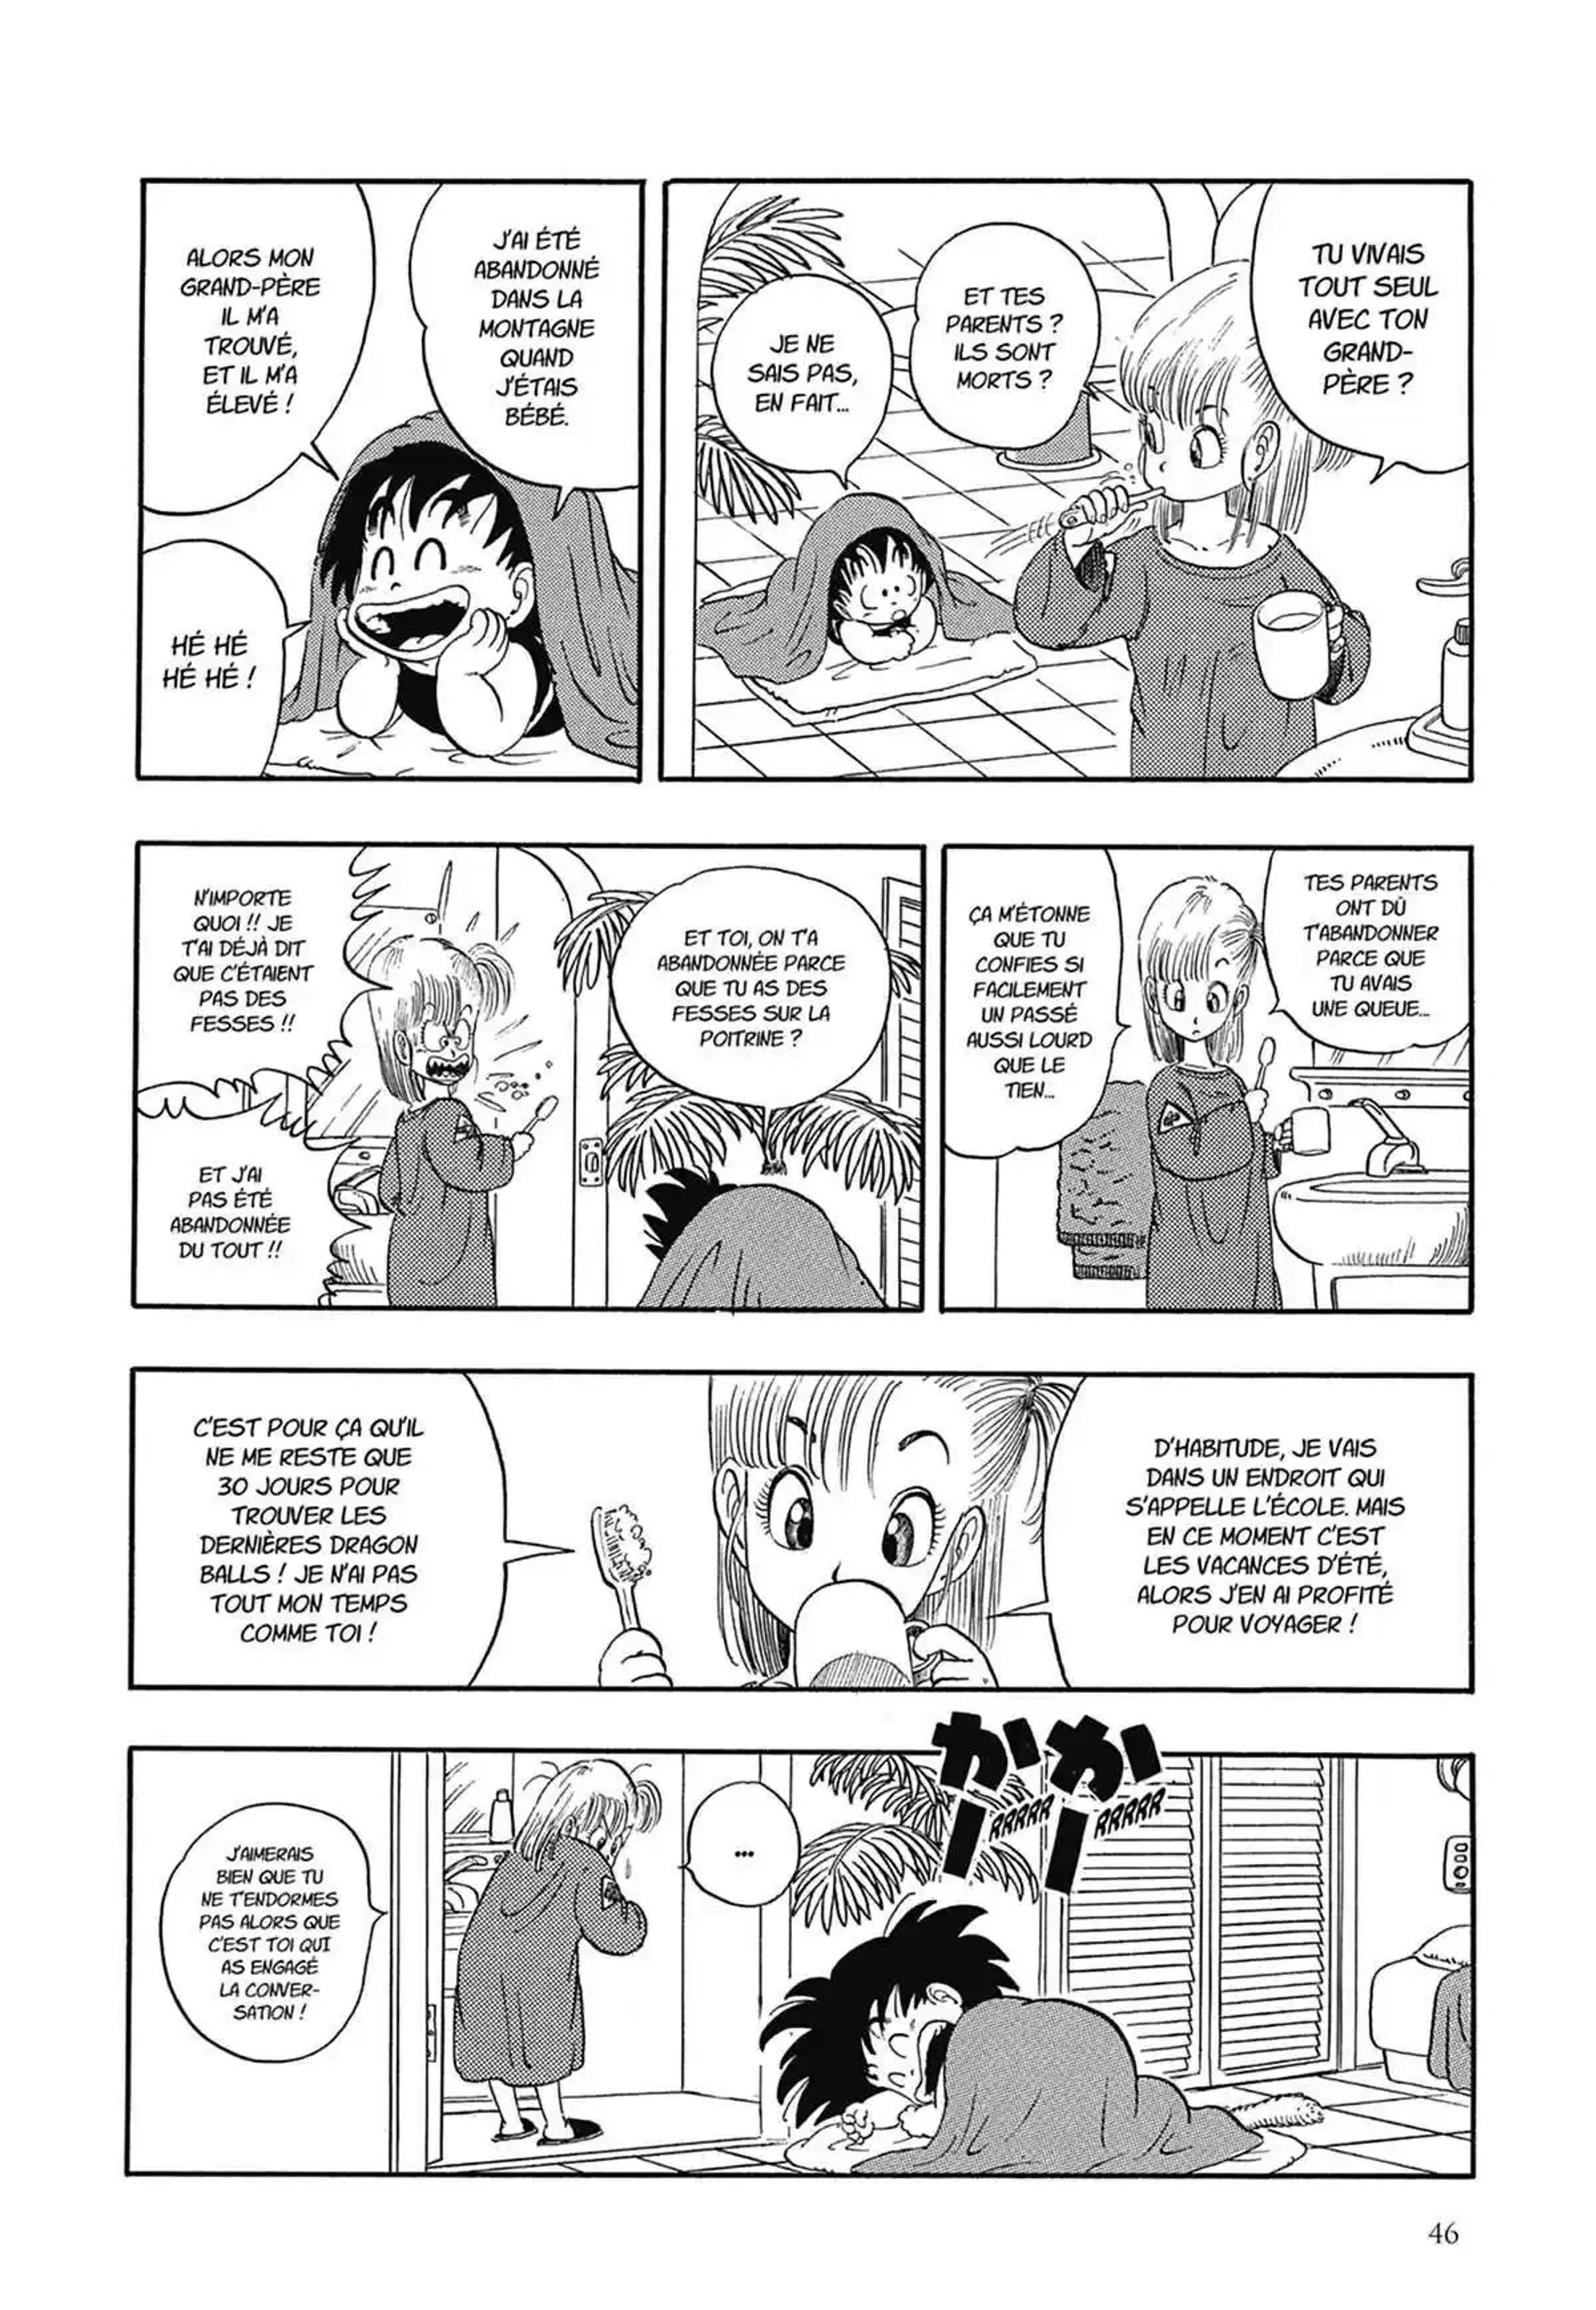 TU VIVAIS
TOUT SEUL
AVEC TON
GRAND-
PÈRE ?
ET TES
PARENTS ?
ILS SONT
MORTS ?
JE NE
SAIS PAS,
EN FAIT...
J'AI ÉTÉ
ABANDONNÉ
DANS LA
MONTAGNE
QUAND
J'ÉTAIS
BÉBÉ.
ALORS MON
GRAND-PÈRE
IL M'A
TROUVÉ,
ET IL M'A
ÉLEVÉ !
HÉ HÉ
HÉ HÉ !
TES PARENTS
ONT DÛ
T'ABANDONNER
PARCE QUE
TU AVAIS
UNE QUEUE...
ÇA M'ÉTONNE
QUE TU
CONFIES SI
FACILEMENT
UN PASSÉ
AUSSI LOURD
QUE LE
TIEN...
ET TOI, ON T'A
ABANDONNÉE PARCE
QUE TU AS DES
FESSES SUR LA
POITRINE ?
N'IMPORTE
QUOI !! JE
T'AI DÉJÀ DIT
QUE C'ÉTAIENT
PAS DES
FESSES !!
ET J'AI
PAS ÉTÉ
ABANDONNÉE
DU TOUT !!
D'HABITUDE, JE VAIS
DANS UN ENDROIT QUI
S'APPELLE L'ÉCOLE. MAIS
EN CE MOMENT C'EST
LES VACANCES D'ÉTÉ,
ALORS J'EN AI PROFITÉ
POUR VOYAGER !
C'EST POUR ÇA QU'IL
NE ME RESTE QUE
30 JOURS POUR
TROUVER LES
DERNIÈRES DRAGON
BALLS ! JE N'AI PAS
TOUT MON TEMPS
COMME TOI !
かー
RRRRR
かー
RRRRR
...
J'AIMERAIS
BIEN QUE TU
NE T'ENDORMES
PAS ALORS QUE
C'EST TOI QUI
AS ENGAGÉ
LA CONVER-
SATION !
46